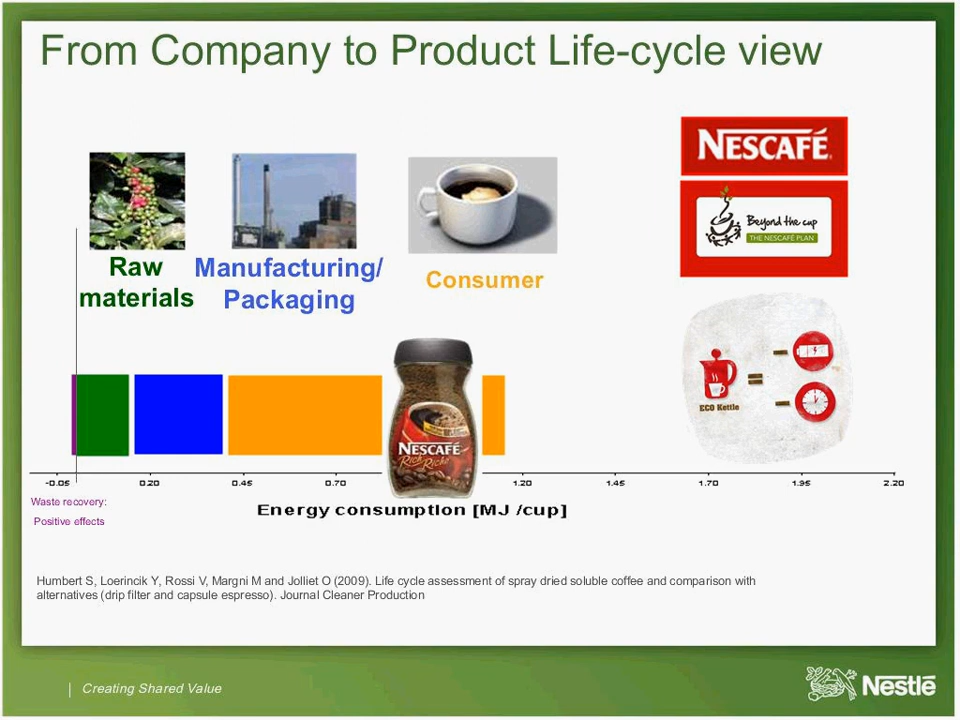 From Company to Product Life-cycle view
NESCAFÉ
Beyond the cup
THE NESCAFÉ PLAN
Raw
materials
Manufacturing/
Packaging
Consumer
ECO Kettle
NESCAFÉ
Rich Riche
-0.05 0.20 0.45 0.70 1.20 1.45 1.70 1.95 2.20
Waste recovery:
Positive effects
Energy consumption [MJ /cup]
Humbert S, Loerincik Y, Rossi V, Margni M and Jolliet O (2009). Life cycle assessment of spray dried soluble coffee and comparison with
alternatives (drip filter and capsule espresso). Journal Cleaner Production
Creating Shared Value
Nestlé